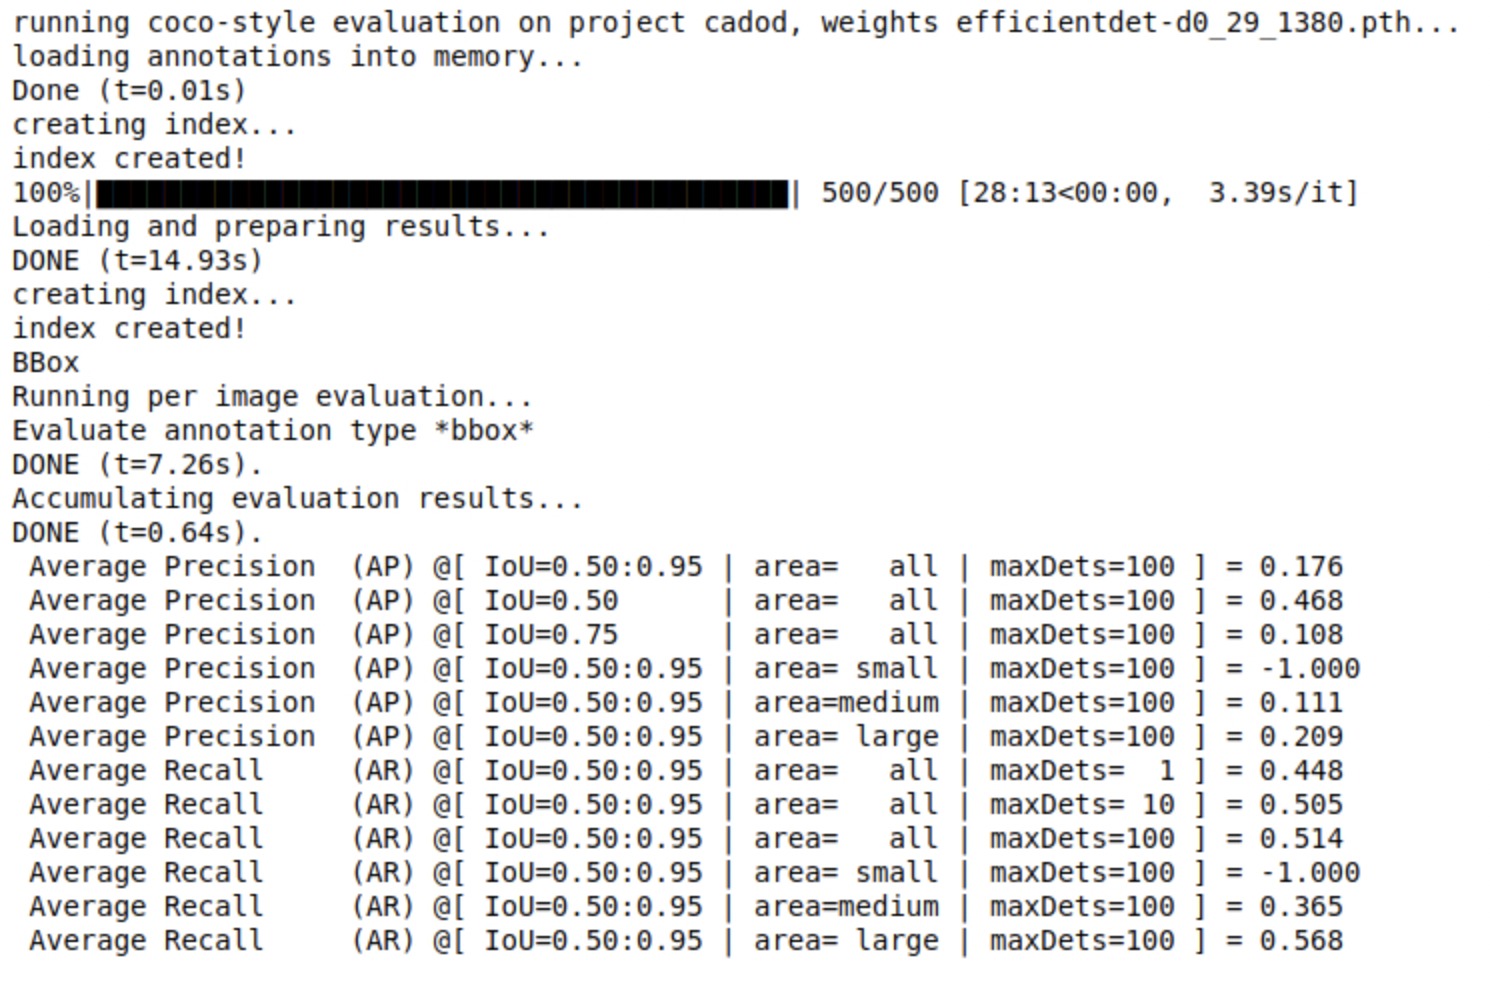 running coco-style evaluation on project cadod, weights efficientdet-d0_29_1380.pth...
loading annotations into memory...
Done (t=0.01s)
creating index...
index created!
100%|██████████████████████████████████████████| 500/500 [28:13<00:00,  3.39s/it]
Loading and preparing results...
DONE (t=14.93s)
creating index...
index created!
BBox
Running per image evaluation...
Evaluate annotation type *bbox*
DONE (t=7.26s).
Accumulating evaluation results...
DONE (t=0.64s).
 Average Precision  (AP) @[ IoU=0.50:0.95 | area=   all | maxDets=100 ] = 0.176
 Average Precision  (AP) @[ IoU=0.50      | area=   all | maxDets=100 ] = 0.468
 Average Precision  (AP) @[ IoU=0.75      | area=   all | maxDets=100 ] = 0.108
 Average Precision  (AP) @[ IoU=0.50:0.95 | area= small | maxDets=100 ] = -1.000
 Average Precision  (AP) @[ IoU=0.50:0.95 | area=medium | maxDets=100 ] = 0.111
 Average Precision  (AP) @[ IoU=0.50:0.95 | area= large | maxDets=100 ] = 0.209
 Average Recall     (AR) @[ IoU=0.50:0.95 | area=   all | maxDets=  1 ] = 0.448
 Average Recall     (AR) @[ IoU=0.50:0.95 | area=   all | maxDets= 10 ] = 0.505
 Average Recall     (AR) @[ IoU=0.50:0.95 | area=   all | maxDets=100 ] = 0.514
 Average Recall     (AR) @[ IoU=0.50:0.95 | area= small | maxDets=100 ] = -1.000
 Average Recall     (AR) @[ IoU=0.50:0.95 | area=medium | maxDets=100 ] = 0.365
 Average Recall     (AR) @[ IoU=0.50:0.95 | area= large | maxDets=100 ] = 0.568